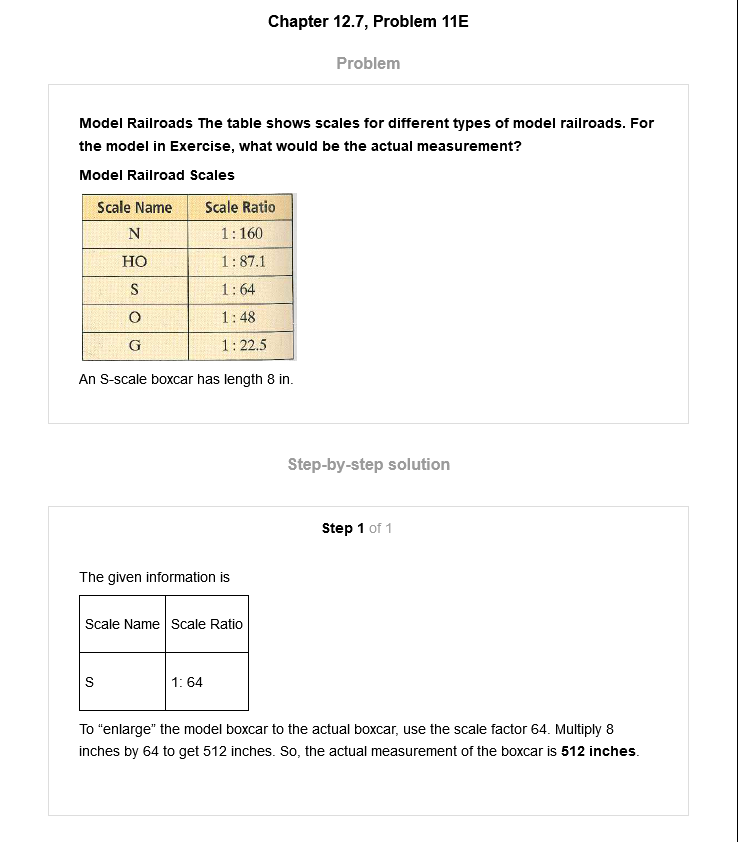 Chapter 12.7, Problem 11E
Problem
Model Railroads The table shows scales for different types of model railroads. For
the model in Exercise, what would be the actual measurement?
Model Railroad Scales
Scale Name Scale Ratio
N 1:160
HO 1:87.1
S 1:64
O 1:48
G 1:22.5
An S-scale boxcar has length 8 in.
Step-by-step solution
Step 1 of 1
The given information is
Scale Name Scale Ratio
S 1: 64
To “enlarge” the model boxcar to the actual boxcar, use the scale factor 64. Multiply 8
inches by 64 to get 512 inches. So, the actual measurement of the boxcar is 512 inches.